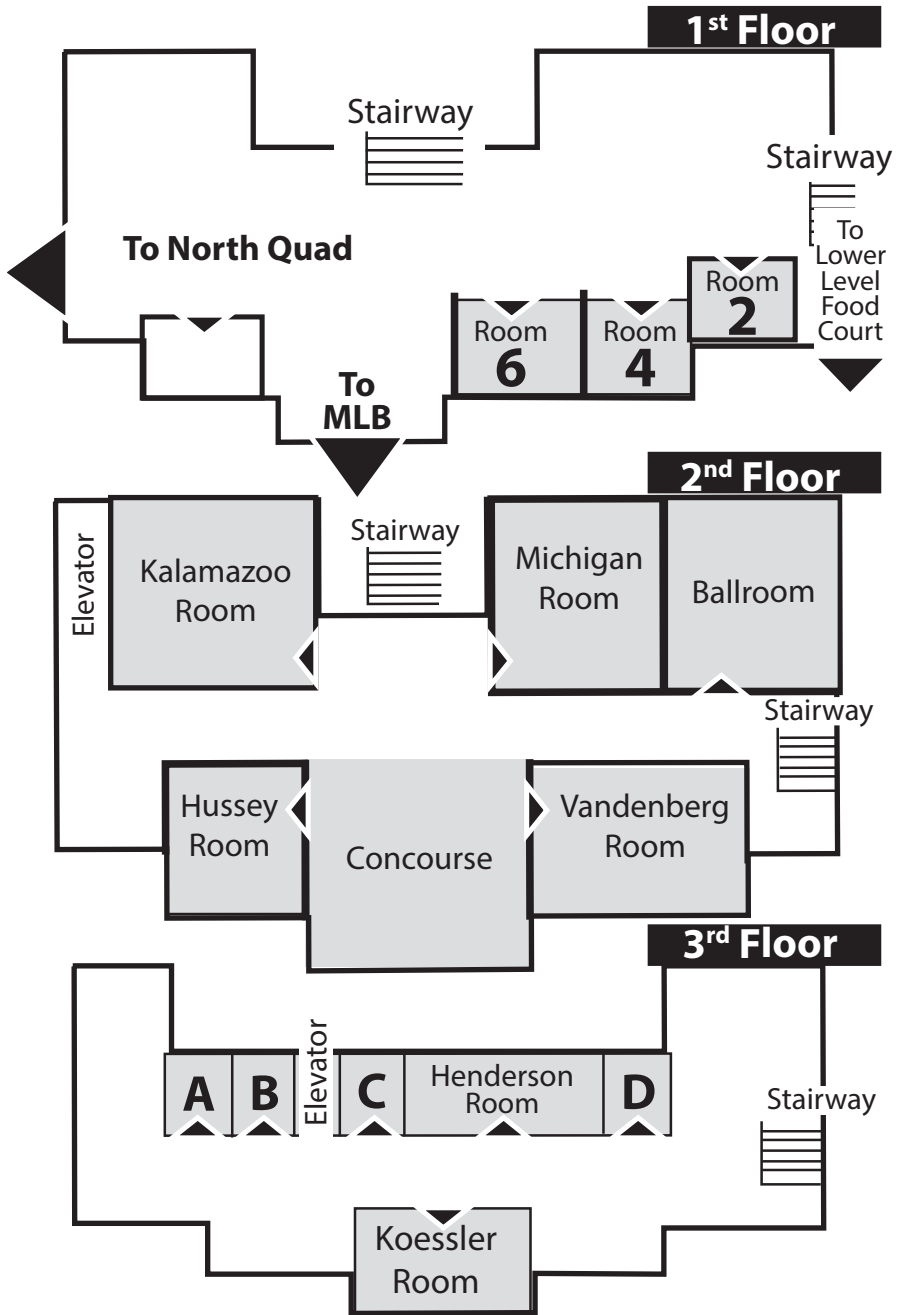 1st Floor
Stairway
Stairway
To North Quad
To
Lower
Level
Food
Court
Room
2
Room
6
Room
4
To
MLB
2nd Floor
Elevator
Kalamazoo
Room
Stairway
Michigan
Room
Ballroom
Stairway
Hussey
Room
Concourse
Vandenberg
Room
3rd Floor
A
B
Elevator
C
Henderson
Room
D
Stairway
Koessler
Room